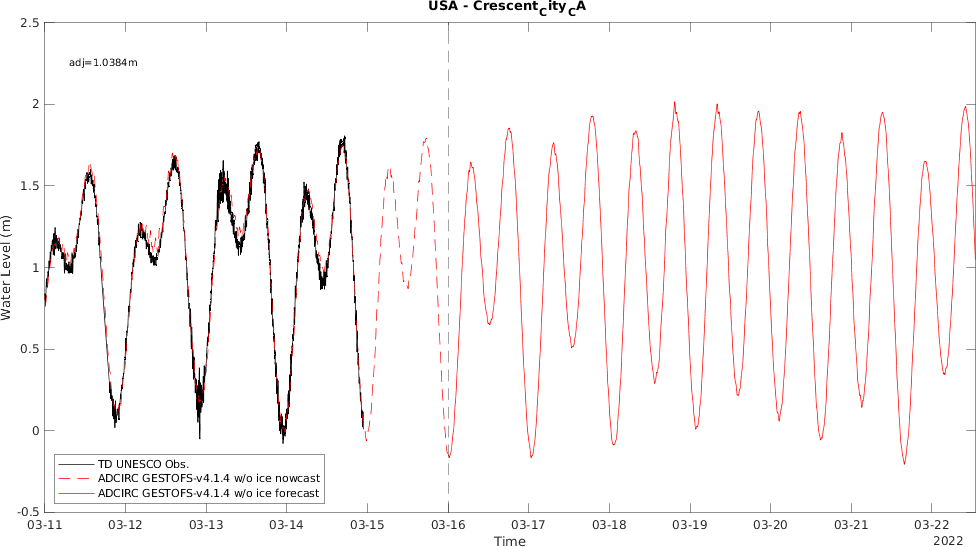 USA - Crescent_City_CA
2.5
adj=1.0384m
2
1.5
1
0.5
0
-0.5
Water Level (m)
TD UNESCO Obs.
ADCIRC GESTOFS-v4.1.4 w/o ice nowcast
ADCIRC GESTOFS-v4.1.4 w/o ice forecast
03-11 03-12 03-13 03-14 03-15 03-16 03-17 03-18 03-19 03-20 03-21 03-22
Time
2022